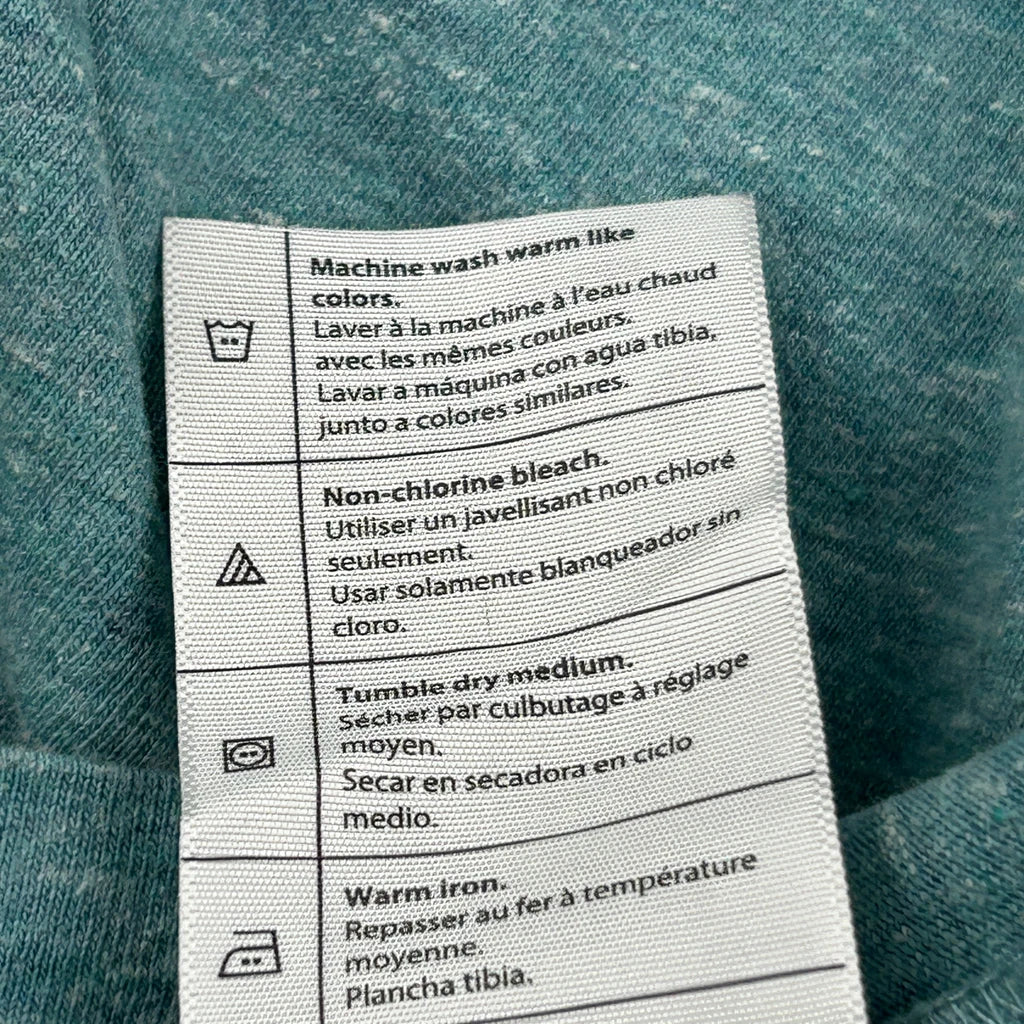 Machine wash warm like
colors.
Laver à la machine à l'eau chaud
avec les mêmes couleurs.
Lavar a máquina con agua tibia,
junto a colores similares.
Non-chlorine bleach.
Utiliser un javellisant non chloré
seulement.
Usar solamente blanqueador sin
cloro.
Tumble dry medium.
Sécher par culbutage à réglage
moyen.
Secar en secadora en ciclo
medio.
Warm iron.
Repasser au fer à température
moyenne.
Plancha tibia.